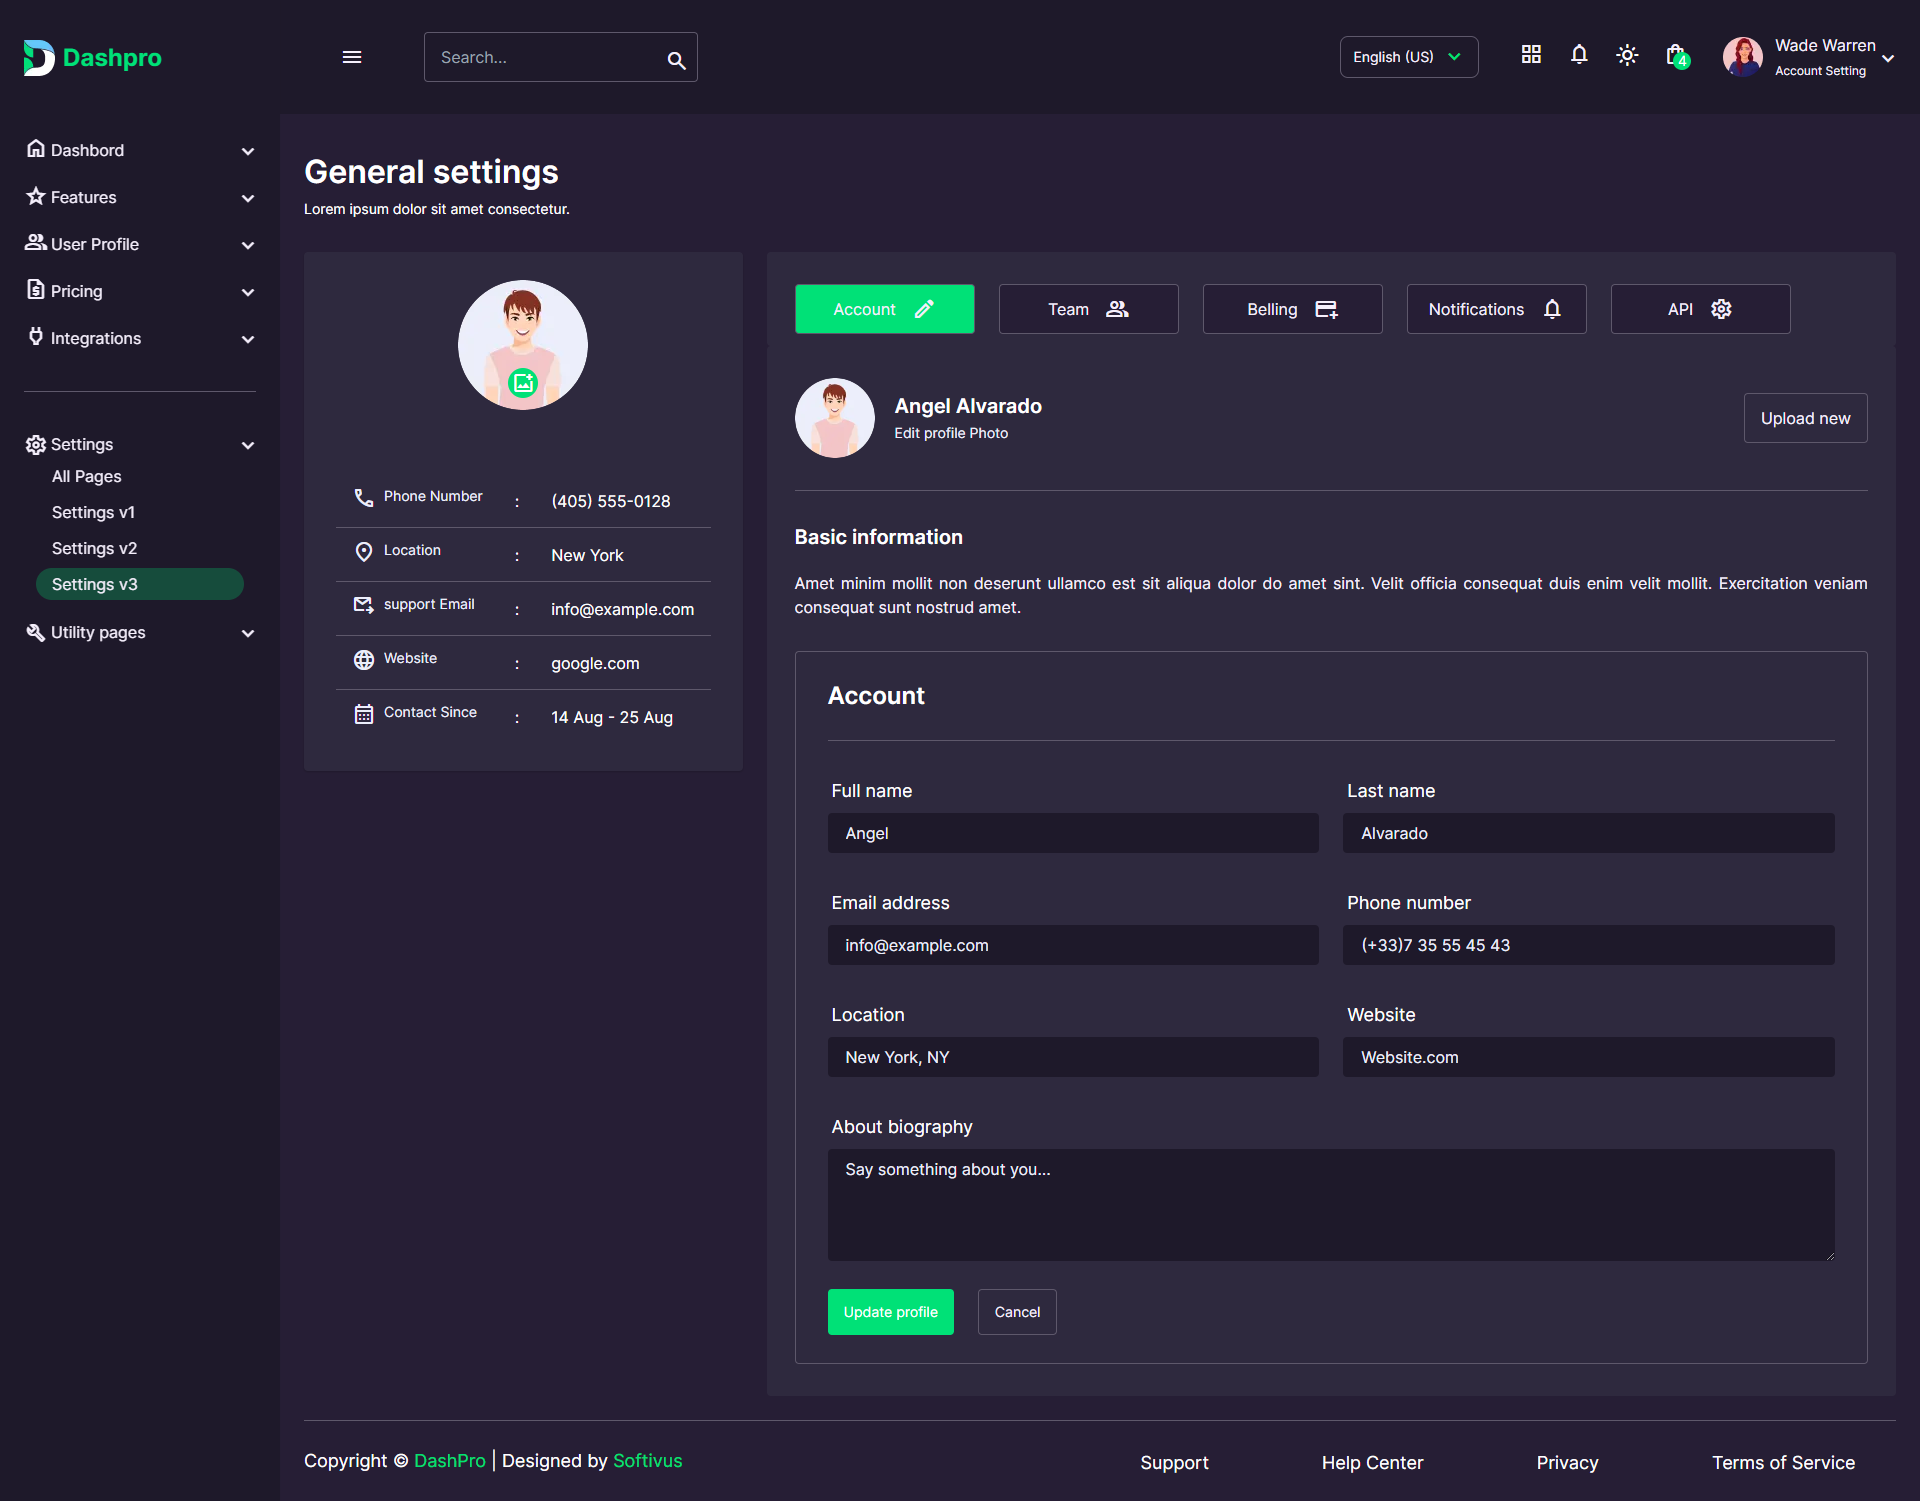 Dashpro
Search...
English (US)
4
Wade Warren
Account Setting
Dashbord
Features
User Profile
Pricing
Integrations
Settings
All Pages
Settings v1
Settings v2
Settings v3
Utility pages
General settings
Lorem ipsum dolor sit amet consectetur.
Phone Number : (405) 555-0128
Location : New York
support Email : info@example.com
Website : google.com
Contact Since : 14 Aug - 25 Aug
Account Team Belling Notifications API
Angel Alvarado
Edit profile Photo
Upload new
Basic information
Amet minim mollit non deserunt ullamco est sit aliqua dolor do amet sint. Velit officia consequat duis enim velit mollit. Exercitation veniam
consequat sunt nostrud amet.
Account
Full name Last name
Angel Alvarado
Email address Phone number
info@example.com (+33)7 35 55 45 43
Location Website
New York, NY Website.com
About biography
Say something about you...
Update profile Cancel
Copyright © DashPro | Designed by Softivus
Support Help Center Privacy Terms of Service